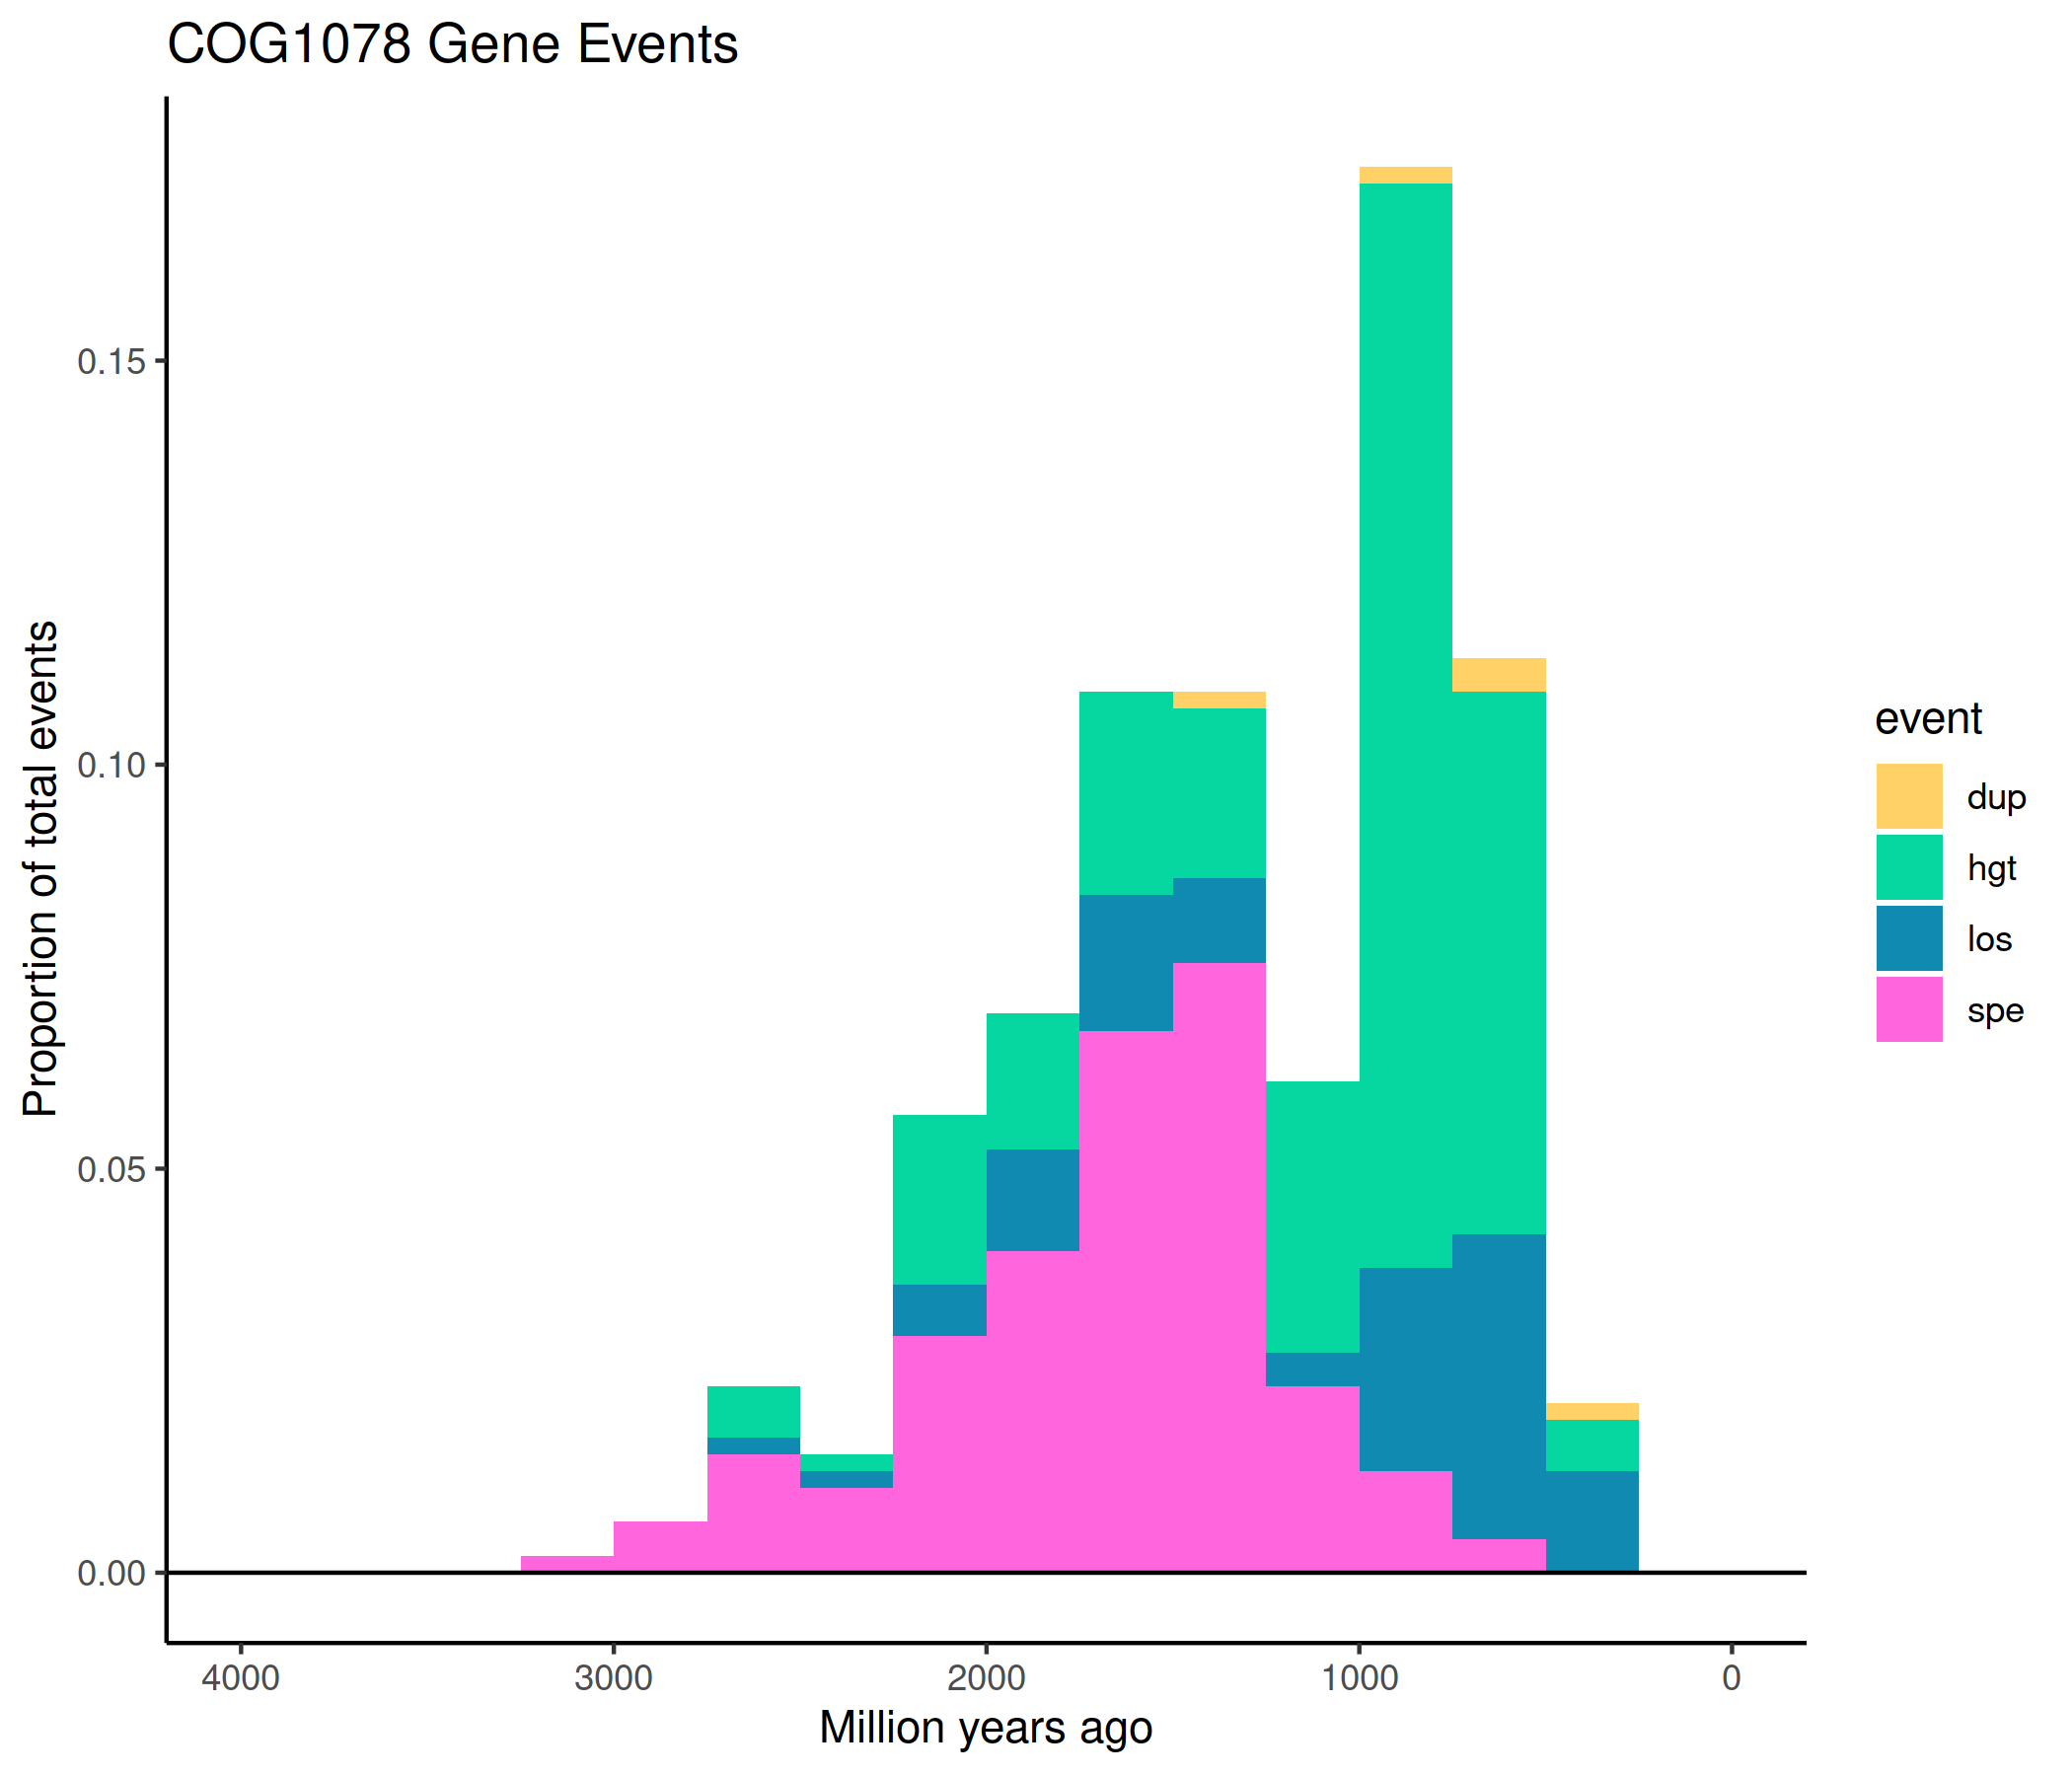 COG1078 Gene Events
Proportion of total events
0.15
0.10
0.05
0.00
4000
3000
2000
1000
0
Million years ago
event
dup
hgt
los
spe